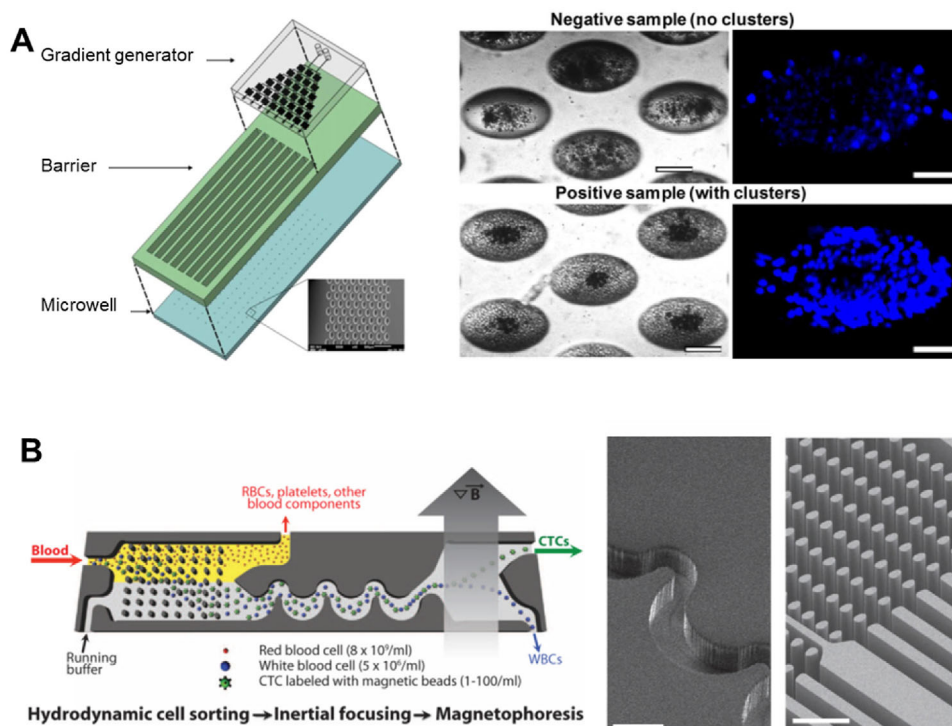 A
Gradient generator
Barrier
Microwell
Negative sample (no clusters)
Positive sample (with clusters)
B
RBCs, platelets, other
blood components
Blood
▽ B
CTCs
Running
buffer
Red blood cell (8 x 10⁹/ml)
White blood cell (5 x 10⁶/ml)
CTC labeled with magnetic beads (1-100/ml)
WBCs
Hydrodynamic cell sorting → Inertial focusing → Magnetophoresis